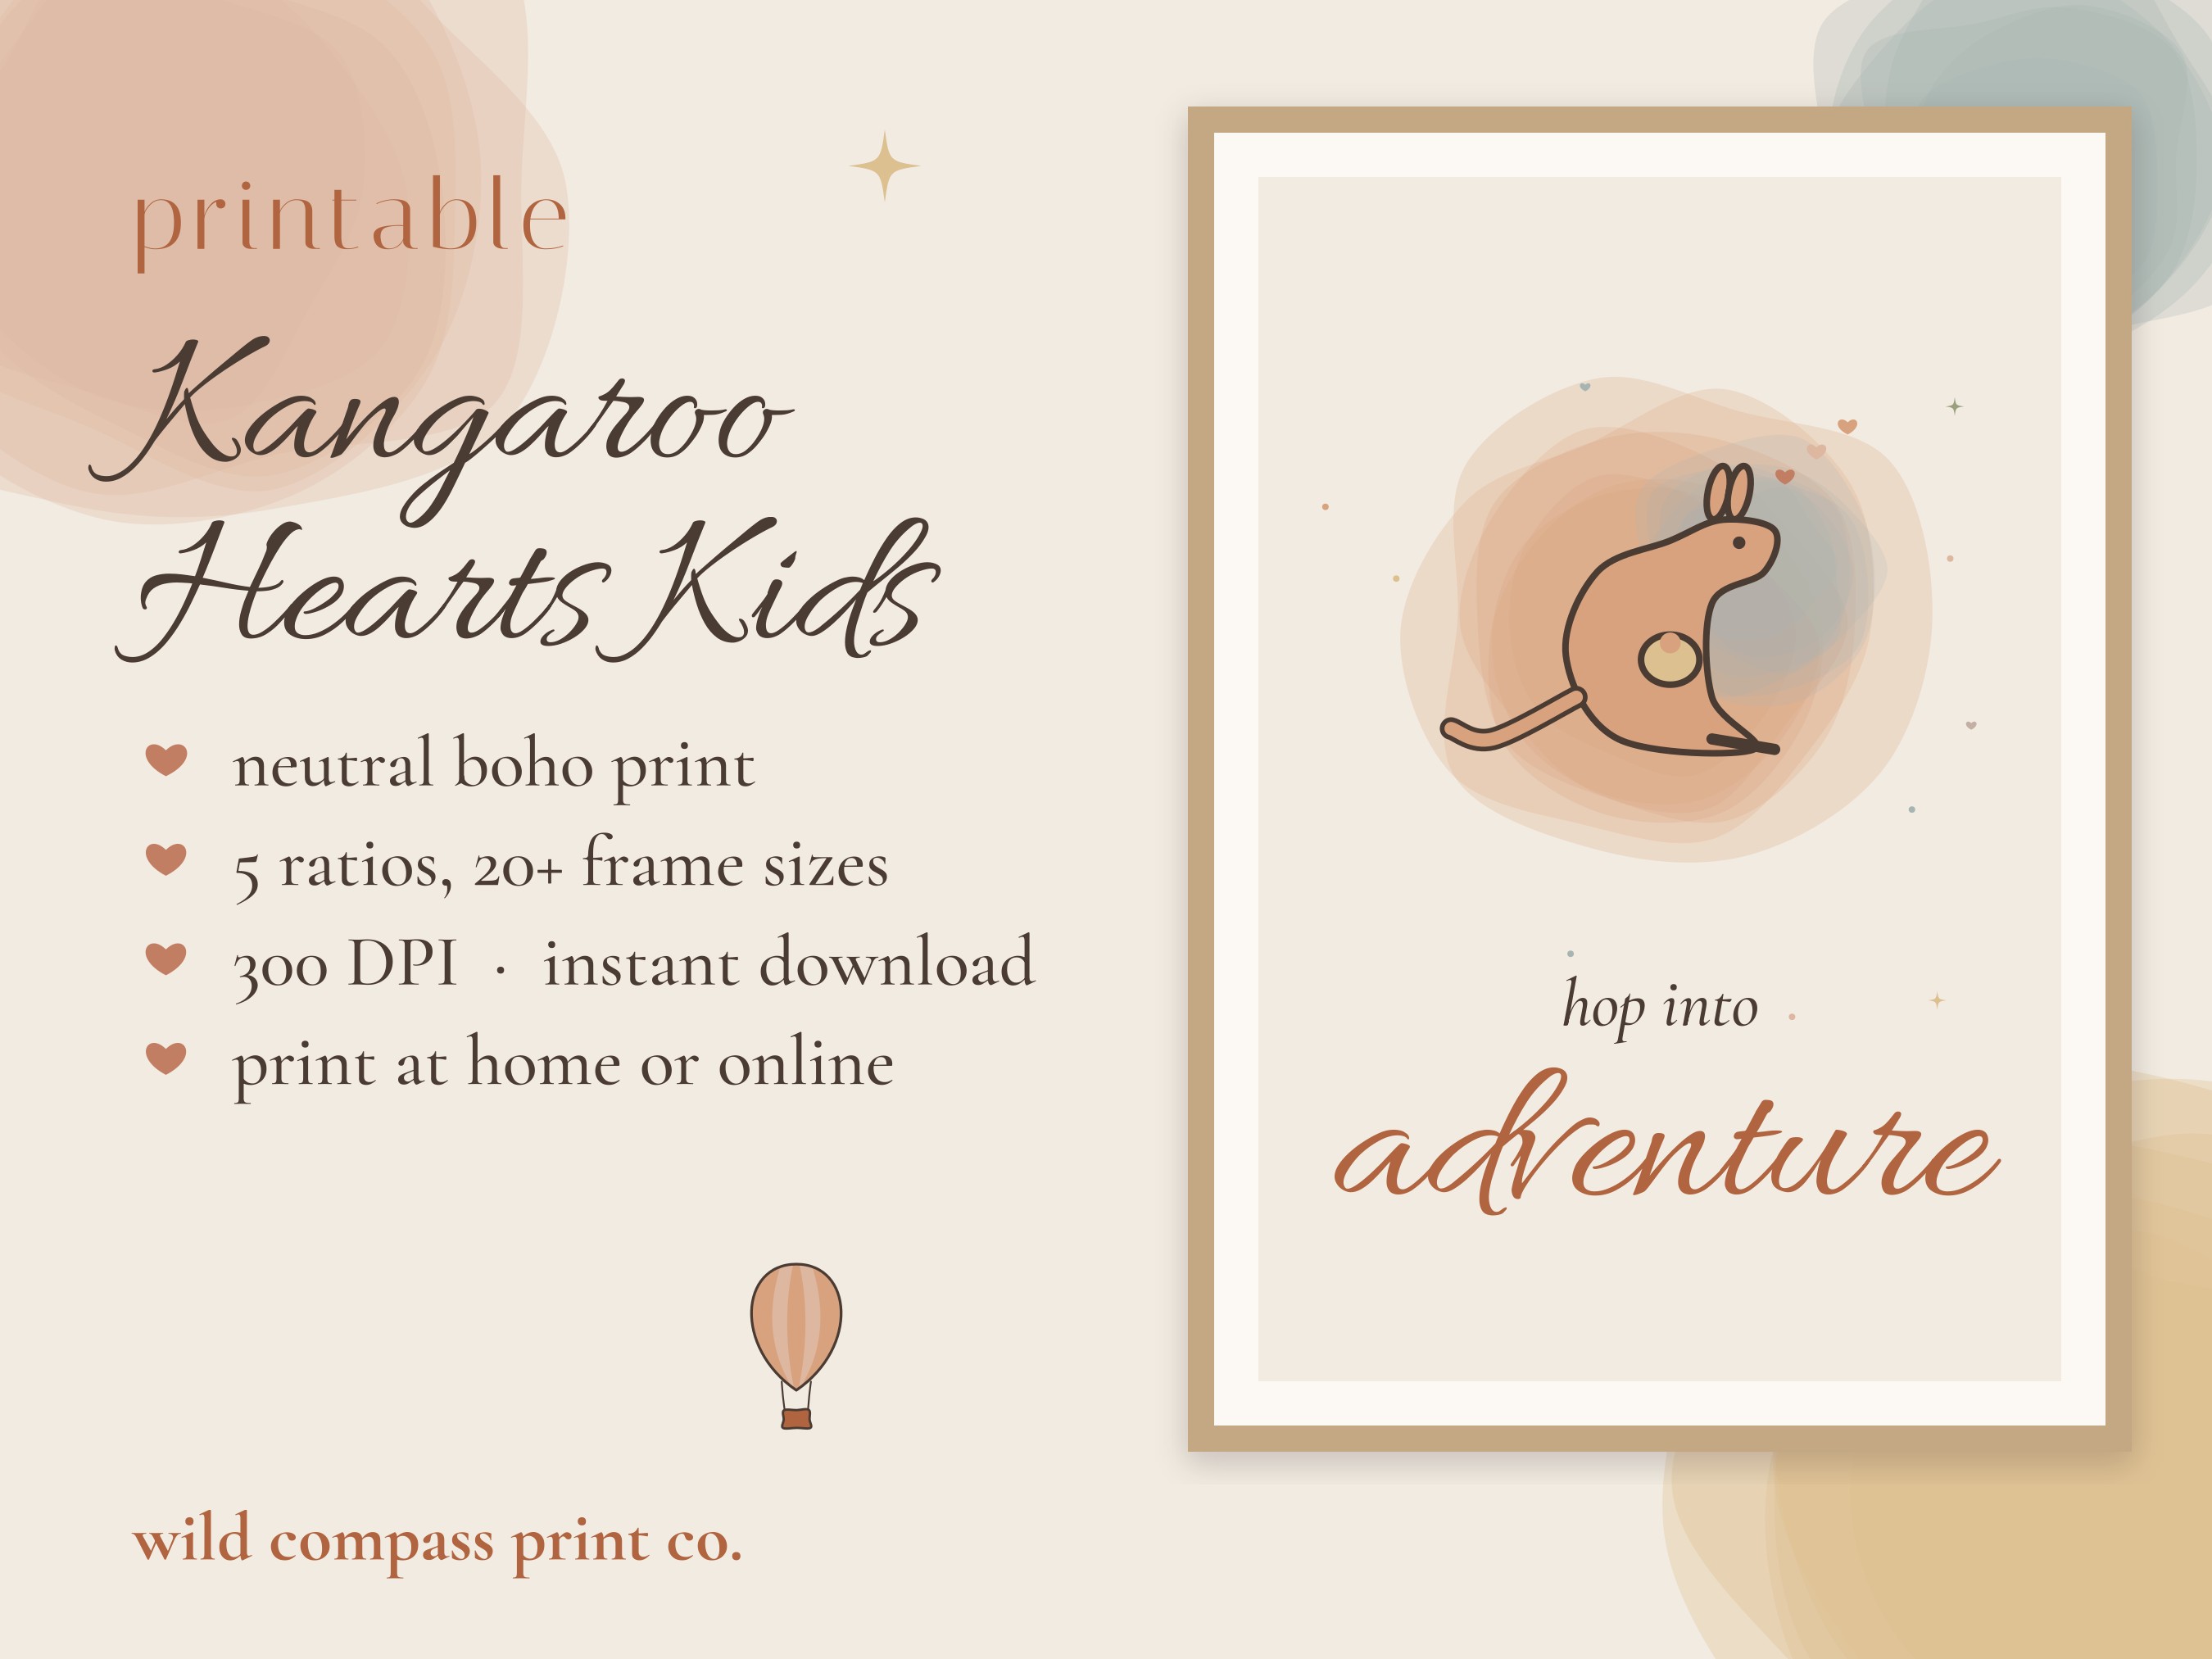 printable
Kangaroo
Hearts Kids
neutral boho print
5 ratios, 20+ frame sizes
300 DPI · instant download
print at home or online
wild compass print co.
hop into
adventure